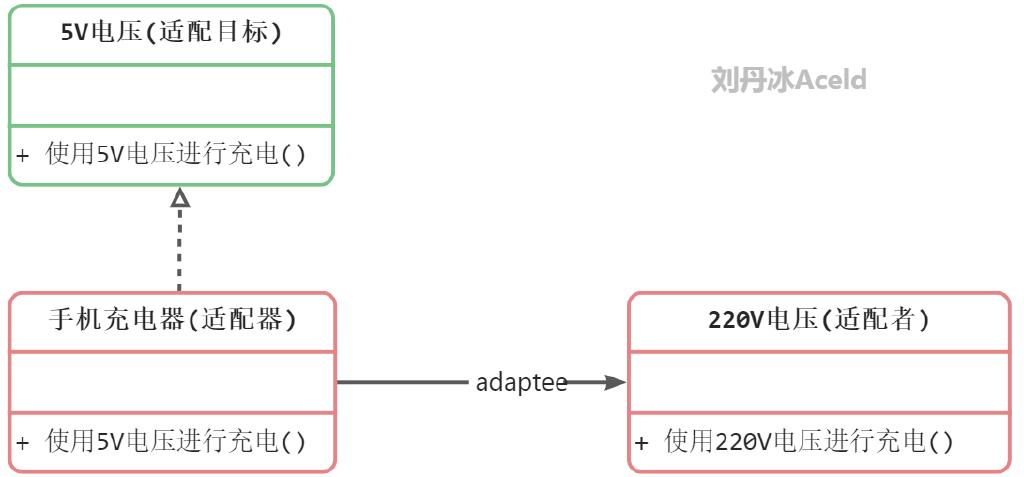 5V电压(适配目标)
刘丹冰Aceld
+ 使用5V电压进行充电()
手机充电器(适配器)
220V电压(适配者)
adaptee
+ 使用5V电压进行充电()
+ 使用220V电压进行充电()